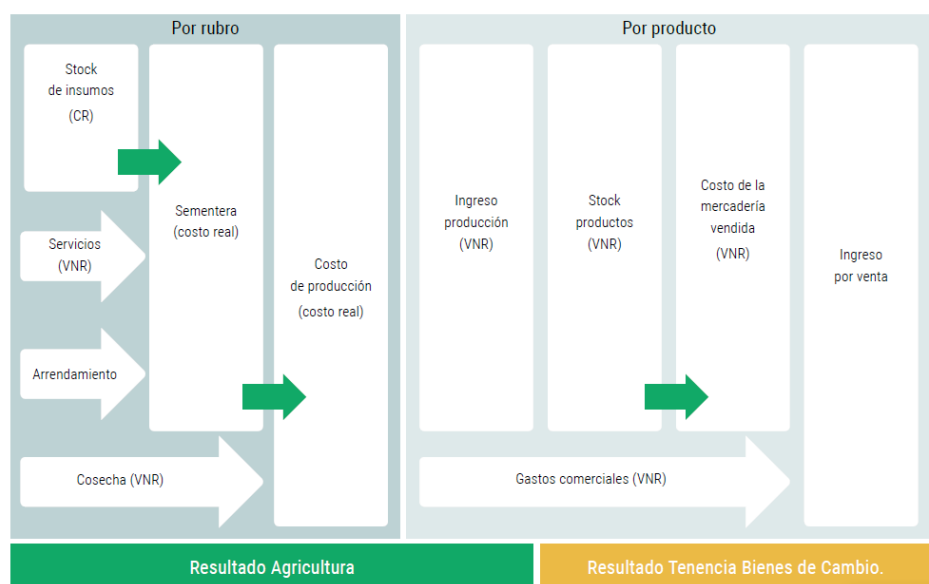 Por rubro
Stock
de insumos
(CR)
Servicios
(VNR)
Arrendamiento
Sementera
(costo real)
Costo
de producción
(costo real)
Cosecha (VNR)
Por producto
Ingreso
producción
(VNR)
Stock
productos
(VNR)
Costo de la
mercadería
vendida
(VNR)
Ingreso
por venta
Gastos comerciales (VNR)
Resultado Agricultura
Resultado Tenencia Bienes de Cambio.